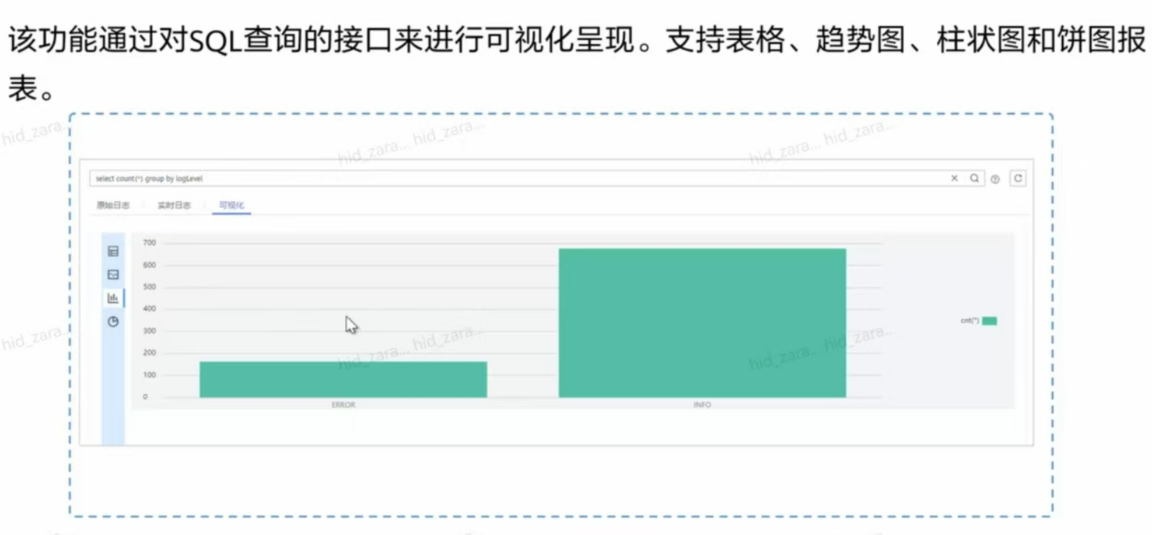 该功能通过对SQL查询的接口来进行可视化呈现。支持表格、趋势图、柱状图和饼图报
表。
hid_zara... hid_zara...
hid_zara... hid_zara...
hid_zara...
select count(*) group by logLevel
原始日志 实时日志 可视化
700
600
500
400
300
200
100
0
ERROR INFO
cnt(*)
hid_zara...
hid_zara... hid_zara...
hid_zara... hid_zara...